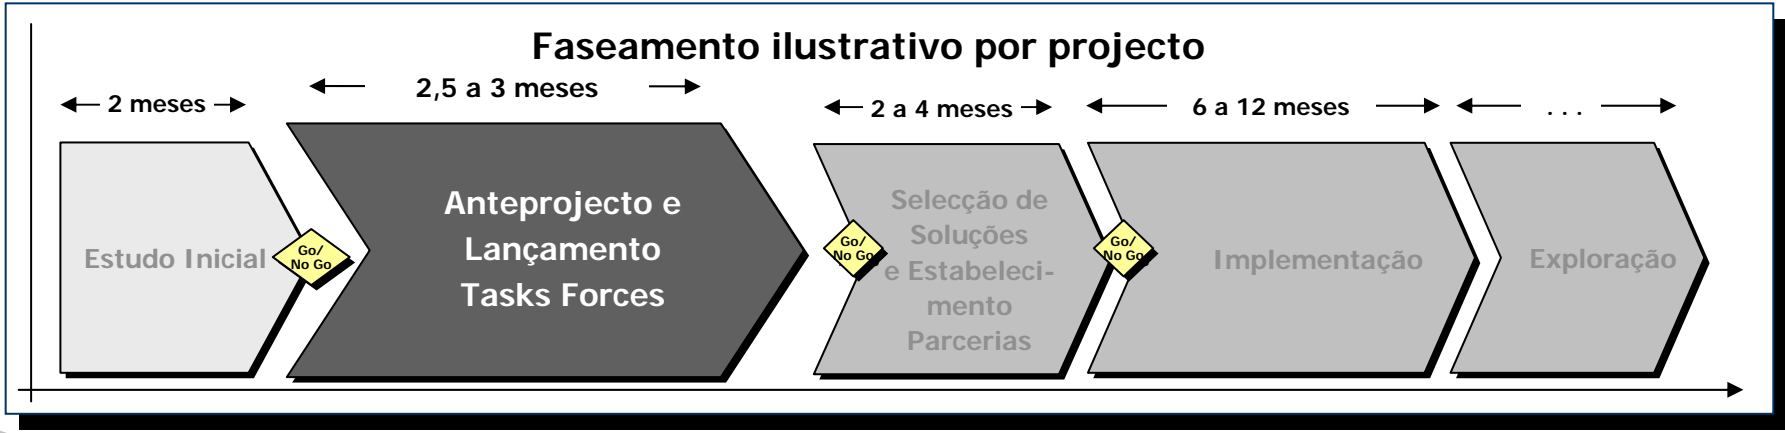 Faseamento ilustrativo por projecto
2 meses
2,5 a 3 meses
2 a 4 meses
6 a 12 meses
. . .
Estudo Inicial
Go/
No Go
Anteprojecto e
Lançamento
Tasks Forces
Go/
No Go
Selecção de
Soluções
e Estabeleci-
mento
Parcerias
Go/
No Go
Implementação
Exploração